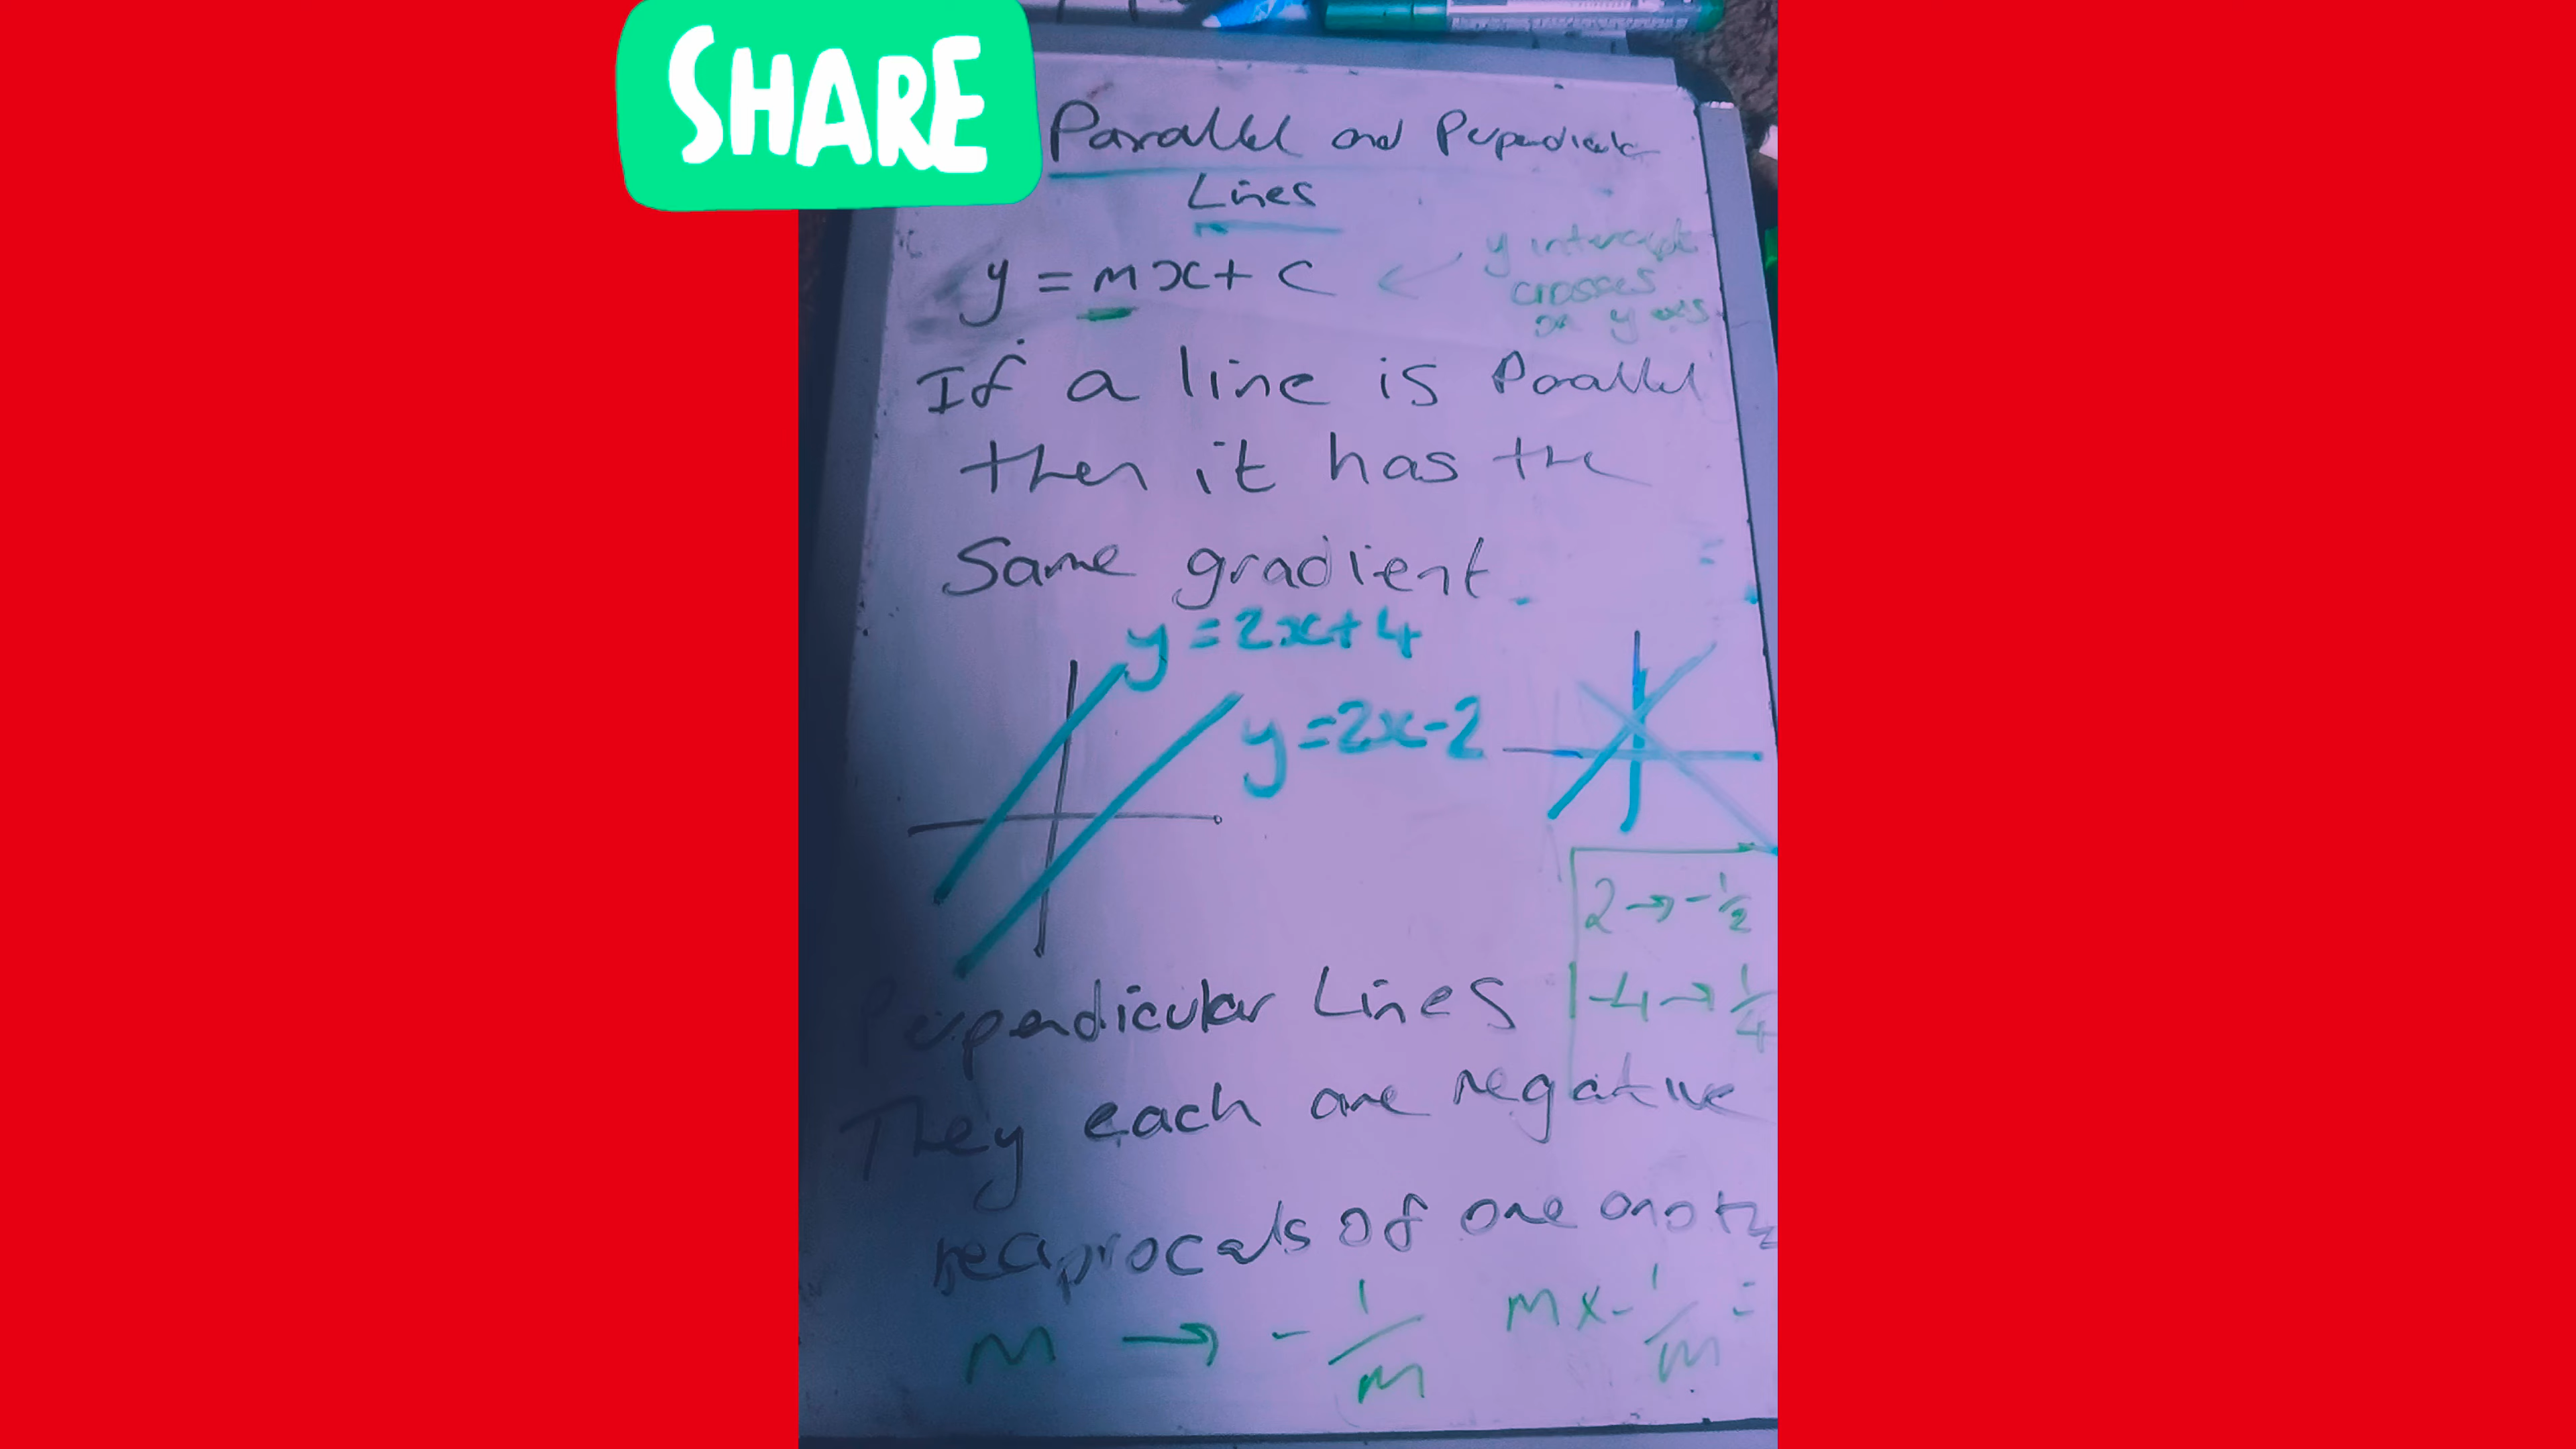 SHARE
Parallel and Perpendicular
Lines
y = mx + c
y intercept
crosses
on y axis
If a line is Parallel
then it has the
Same gradient.
y = 2x + 4
y = 2x - 2
2 → -1/2
-4 → 1/4
Perpendicular Lines
They each are negative
reciprocals of one anoth
m → - 1/m
m x - 1/m =